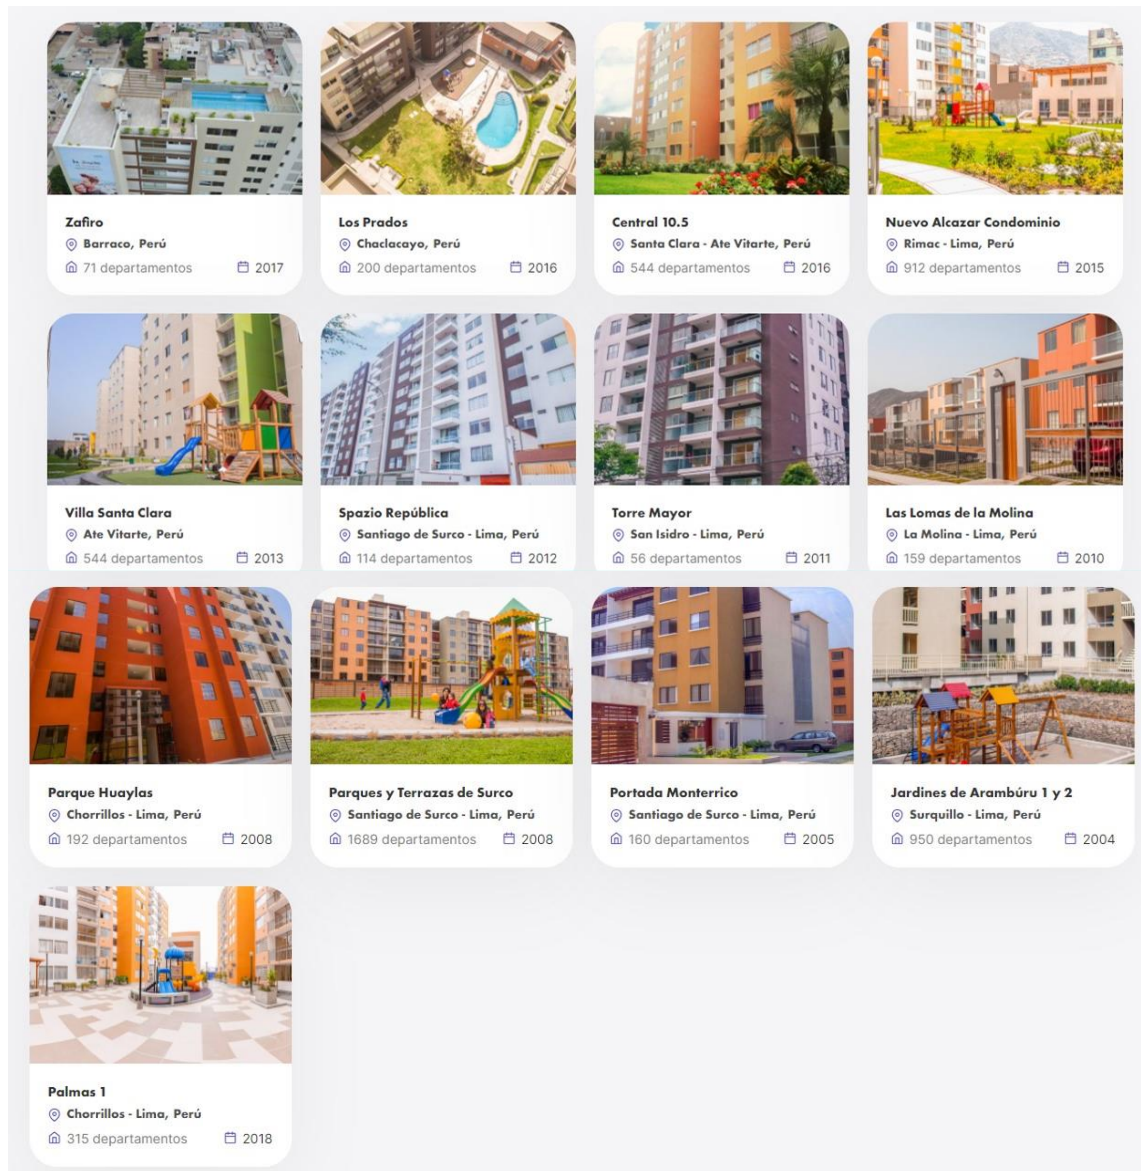 Zafiro
Barraco, Perú
71 departamentos 2017
Los Prados
Chaclacayo, Perú
200 departamentos 2016
Central 10.5
Santa Clara - Ate Vitarte, Perú
544 departamentos 2016
Nuevo Alcazar Condominio
Rimac - Lima, Perú
912 departamentos 2015
Villa Santa Clara
Ate Vitarte, Perú
544 departamentos 2013
Spazio República
Santiago de Surco - Lima, Perú
114 departamentos 2012
Torre Mayor
San Isidro - Lima, Perú
56 departamentos 2011
Las Lomas de la Molina
La Molina - Lima, Perú
159 departamentos 2010
Parque Huaylas
Chorrillos - Lima, Perú
192 departamentos 2008
Parques y Terrazas de Surco
Santiago de Surco - Lima, Perú
1689 departamentos 2008
Portada Monterrico
Santiago de Surco - Lima, Perú
160 departamentos 2005
Jardines de Arambúru 1 y 2
Surquillo - Lima, Perú
950 departamentos 2004
Palmas 1
Chorrillos - Lima, Perú
315 departamentos 2018